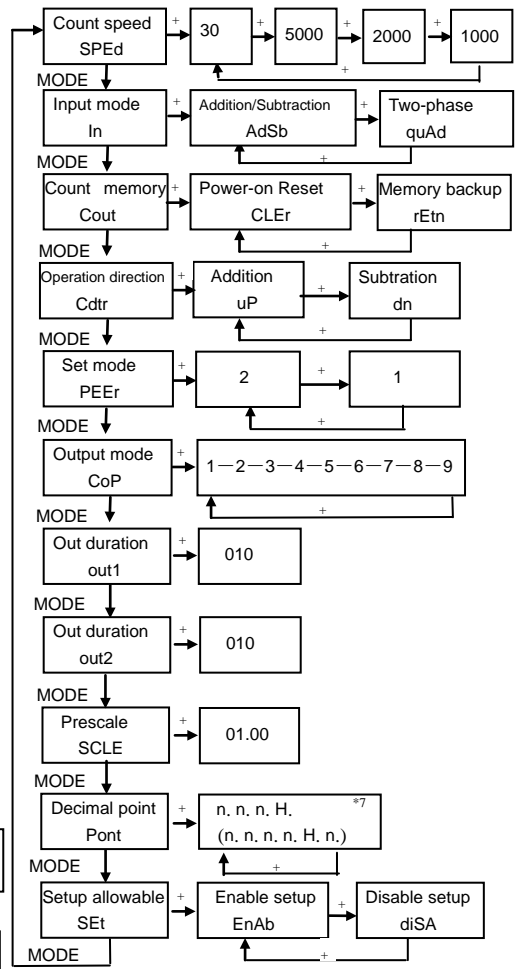 Count speed
SPEd
+
30
+
5000
+
2000
+
1000
+
MODE
Input mode
In
+
Addition/Subtraction
AdSb
+
Two-phase
quAd
+
MODE
Count memory
Cout
+
Power-on Reset
CLEr
+
Memory backup
rEtn
+
MODE
Operation direction
Cdtr
+
Addition
uP
+
Subtration
dn
+
MODE
Set mode
PEEr
+
2
+
1
+
MODE
Output mode
CoP
+
1—2—3—4—5—6—7—8—9
+
MODE
Out duration
out1
+
010
MODE
Out duration
out2
+
010
MODE
Prescale
SCLE
+
01.00
MODE
Decimal point
Pont
+
n. n. n. H. *7
(n. n. n. n. H. n.)
+
MODE
Setup allowable
SEt
+
Enable setup
EnAb
+
Disable setup
diSA
+
MODE